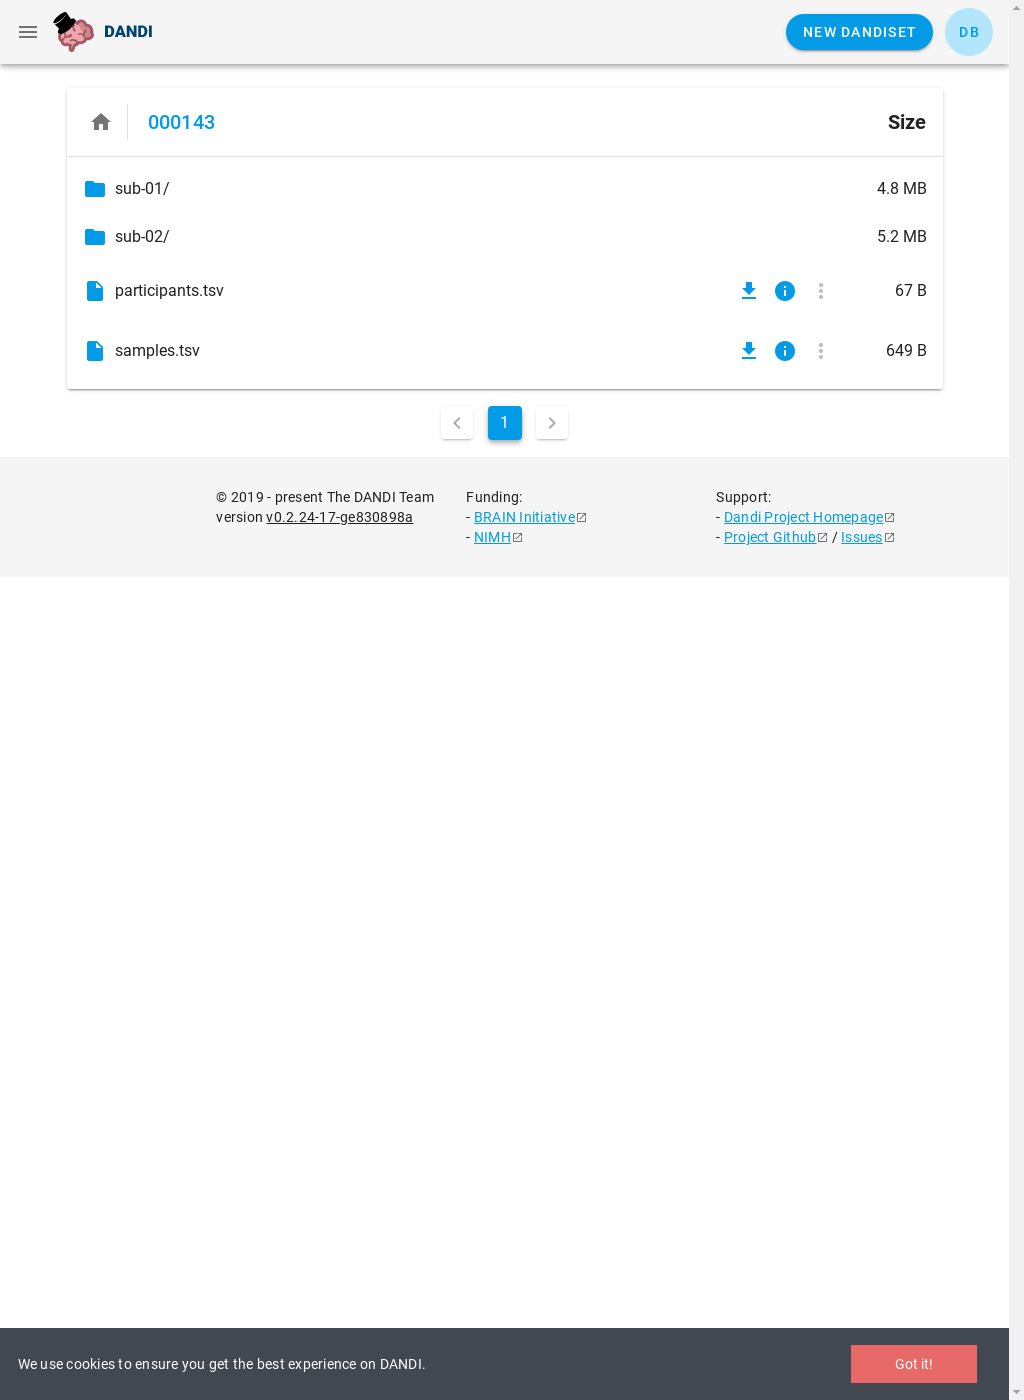 DANDI
NEW DANDISET
DB
000143
Size
sub-01/
4.8 MB
sub-02/
5.2 MB
participants.tsv
67 B
samples.tsv
649 B
1
© 2019 - present The DANDI Team
version v0.2.24-17-ge830898a
Funding:
- BRAIN Initiative
- NIMH
Support:
- Dandi Project Homepage
- Project Github / Issues
We use cookies to ensure you get the best experience on DANDI.
Got it!